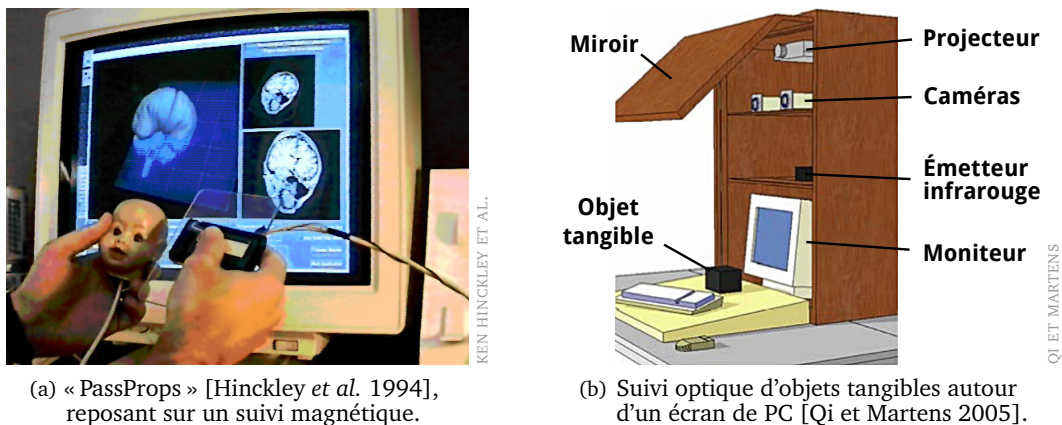 KEN HINCKLEY ET AL.
Miroir
Projecteur
Caméras
Émetteur
infrarouge
Objet
tangible
Moniteur
QI ET MARTENS
(a) « PassProps » [Hinckley et al. 1994],
reposant sur un suivi magnétique.
(b) Suivi optique d’objets tangibles autour
d’un écran de PC [Qi et Martens 2005].